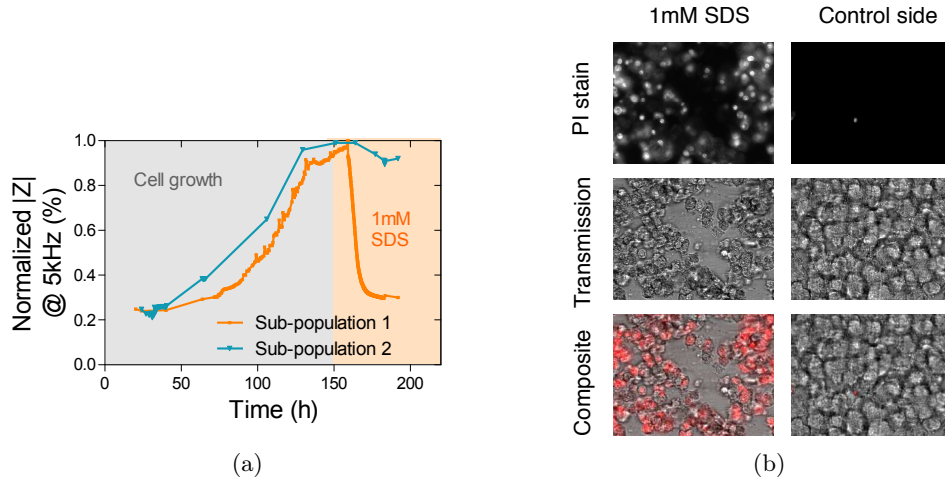 1mM SDS
Control side
PI stain
Transmission
Composite
Normalized |Z|
@ 5kHz (%)
1.0
0.8
0.6
0.4
0.2
0.0
Cell growth
1mM
SDS
Sub-population 1
Sub-population 2
0
50
100
150
200
Time (h)
(a)
(b)